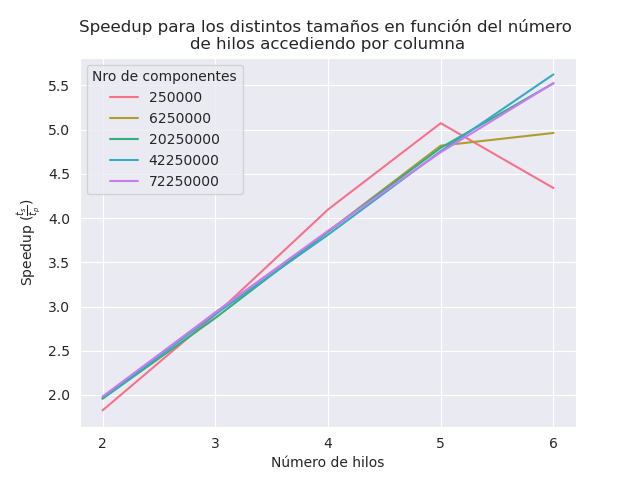 Speedup para los distintos tamaños en función del número
de hilos accediendo por columna
Nro de componentes
250000
6250000
20250000
42250000
72250000
5.5
5.0
4.5
4.0
3.5
3.0
2.5
2.0
Speedup (ts/tp)
2 3 4 5 6
Número de hilos